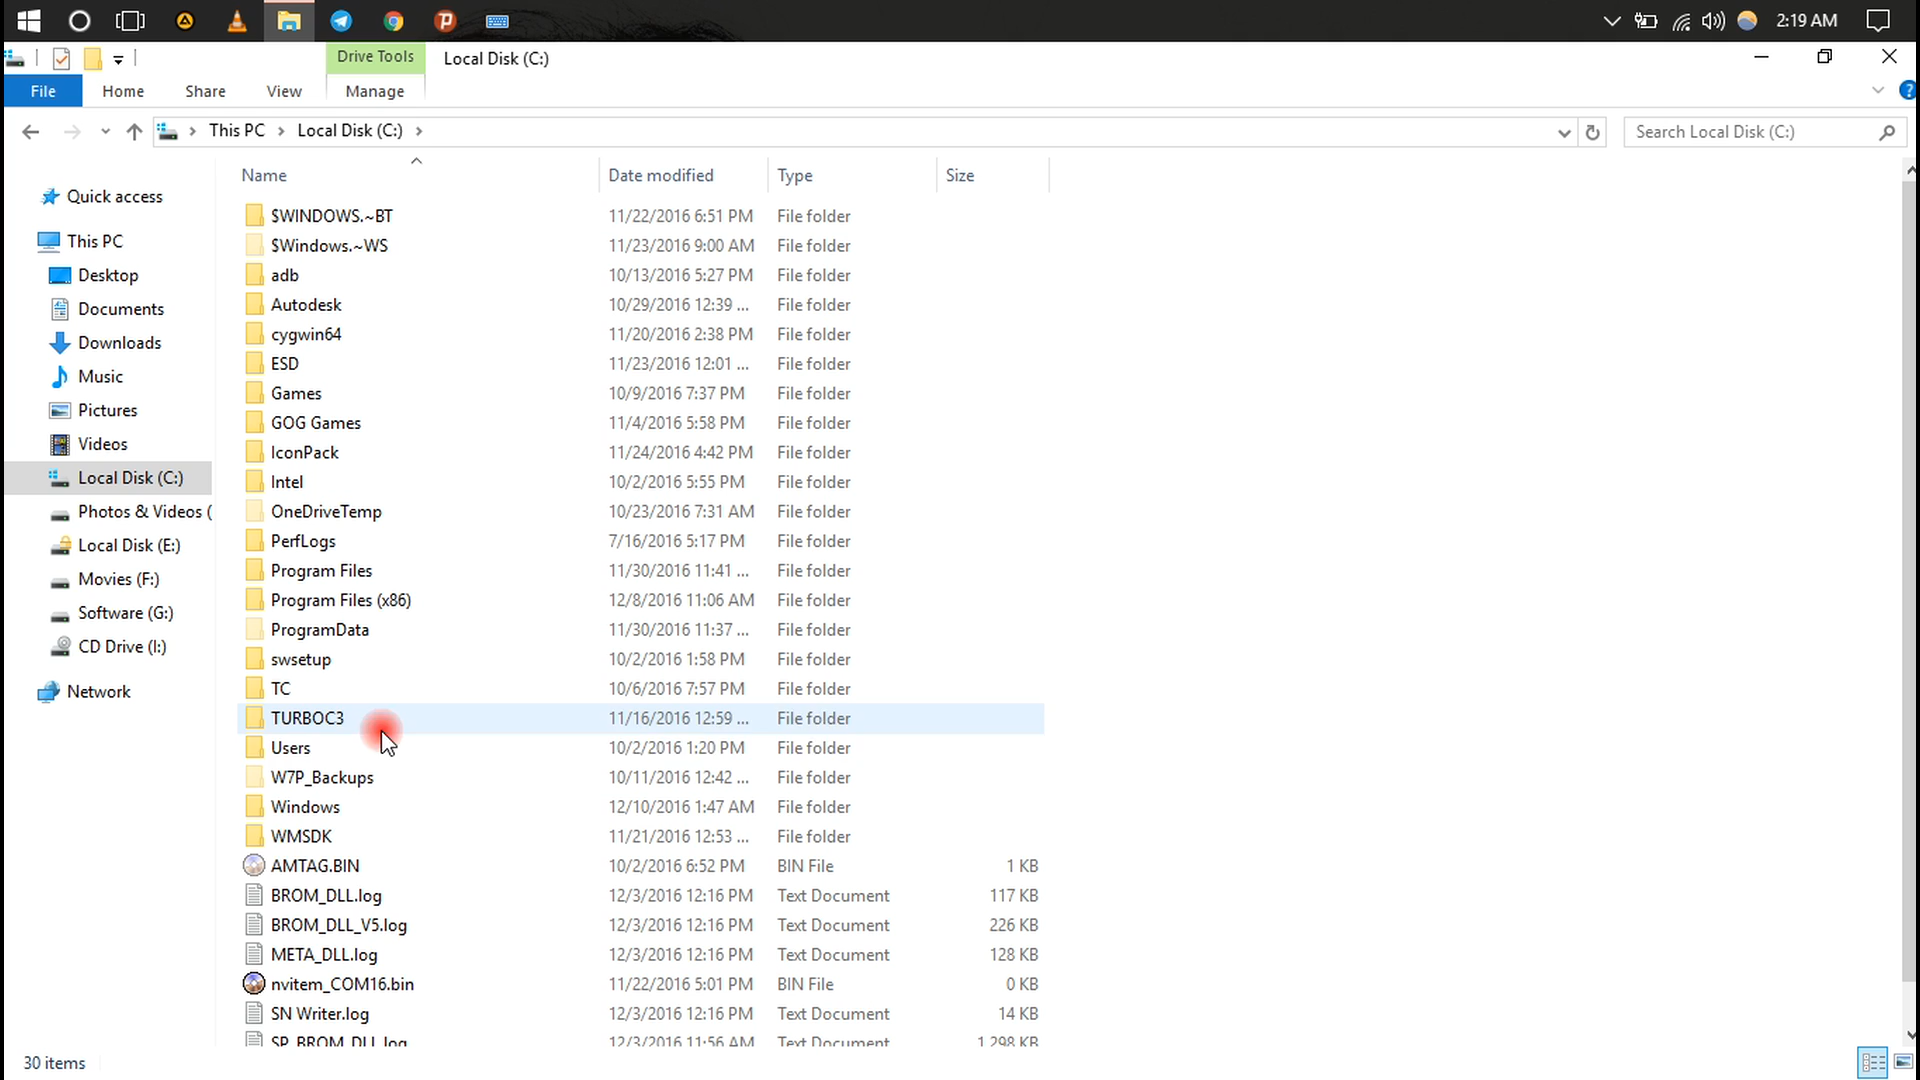 2:19 AM
Drive Tools
Local Disk (C:)
File
Home
Share
View
Manage
?
This PC
Local Disk (C:)
Search Local Disk (C:)
Name
Date modified
Type
Size
Quick access
This PC
Desktop
Documents
Downloads
Music
Pictures
Videos
Local Disk (C:)
Photos & Videos (
Local Disk (E:)
Movies (F:)
Software (G:)
CD Drive (I:)
Network
$WINDOWS.~BT 11/22/2016 6:51 PM File folder
$Windows.~WS 11/23/2016 9:00 AM File folder
adb 10/13/2016 5:27 PM File folder
Autodesk 10/29/2016 12:39 ... File folder
cygwin64 11/20/2016 2:38 PM File folder
ESD 11/23/2016 12:01 ... File folder
Games 10/9/2016 7:37 PM File folder
GOG Games 11/4/2016 5:58 PM File folder
IconPack 11/24/2016 4:42 PM File folder
Intel 10/2/2016 5:55 PM File folder
OneDriveTemp 10/23/2016 7:31 AM File folder
PerfLogs 7/16/2016 5:17 PM File folder
Program Files 11/30/2016 11:41 ... File folder
Program Files (x86) 12/8/2016 11:06 AM File folder
ProgramData 11/30/2016 11:37 ... File folder
swsetup 10/2/2016 1:58 PM File folder
TC 10/6/2016 7:57 PM File folder
TURBOC3 11/16/2016 12:59 ... File folder
Users 10/2/2016 1:20 PM File folder
W7P_Backups 10/11/2016 12:42 ... File folder
Windows 12/10/2016 1:47 AM File folder
WMSDK 11/21/2016 12:53 ... File folder
AMTAG.BIN 10/2/2016 6:52 PM BIN File 1 KB
BROM_DLL.log 12/3/2016 12:16 PM Text Document 117 KB
BROM_DLL_V5.log 12/3/2016 12:16 PM Text Document 226 KB
META_DLL.log 12/3/2016 12:16 PM Text Document 128 KB
nvitem_COM16.bin 11/22/2016 5:01 PM BIN File 0 KB
SN Writer.log 12/3/2016 12:16 PM Text Document 14 KB
SP_BROM_DLL.log 12/3/2016 11:56 AM Text Document 1,298 KB
30 items